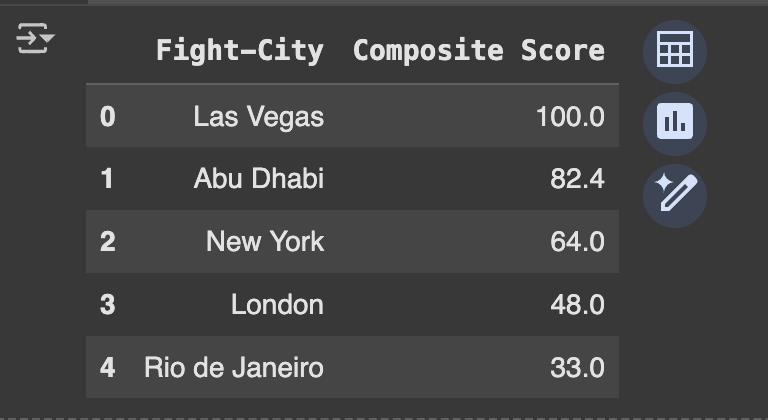 Fight-City Composite Score
0 Las Vegas 100.0
1 Abu Dhabi 82.4
2 New York 64.0
3 London 48.0
4 Rio de Janeiro 33.0